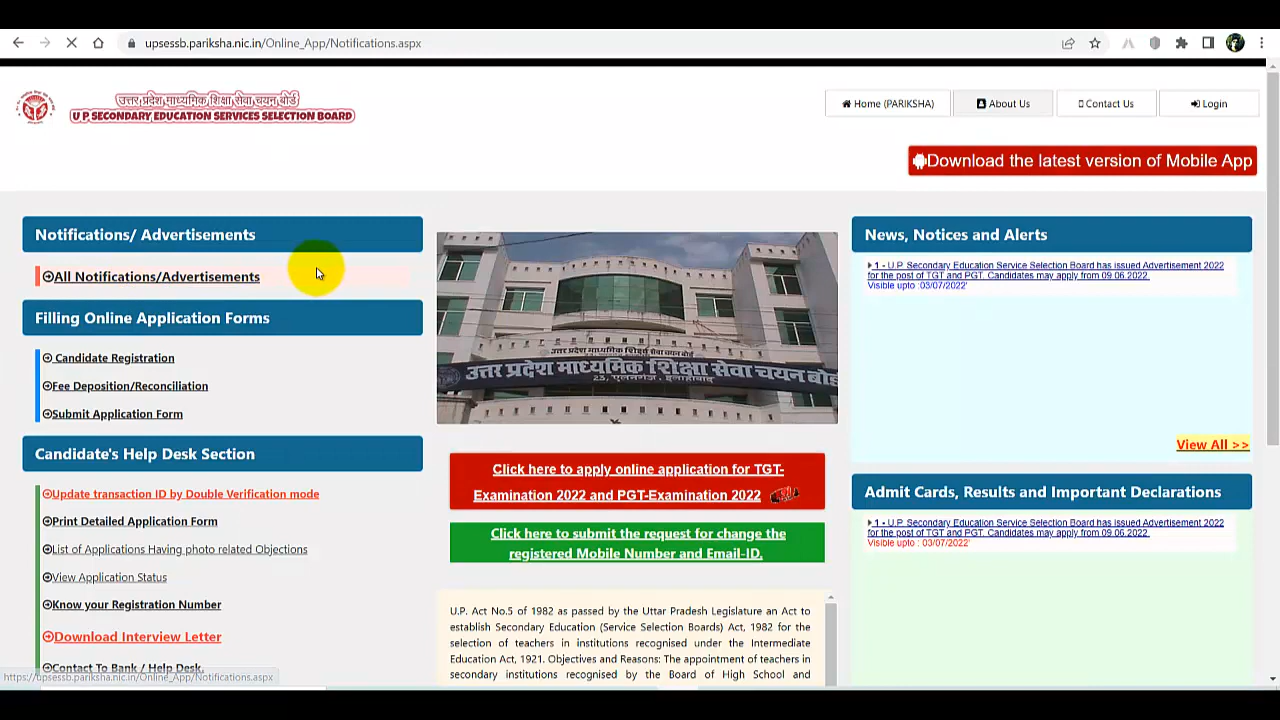 upsessb.pariksha.nic.in/Online_App/Notifications.aspx
उत्तर प्रदेश माध्यमिक शिक्षा सेवा चयन बोर्ड
U P SECONDARY EDUCATION SERVICES SELECTION BOARD
Home (PARIKSHA)
About Us
Contact Us
Login
Download the latest version of Mobile App
Notifications/ Advertisements
All Notifications/Advertisements
Filling Online Application Forms
Candidate Registration
Fee Deposition/Reconciliation
Submit Application Form
Candidate's Help Desk Section
Update transaction ID by Double Verification mode
Print Detailed Application Form
List of Applications Having photo related Objections
View Application Status
Know your Registration Number
Download Interview Letter
Contact To Bank / Help Desk.
https://upsessb.pariksha.nic.in/Online_App/Notifications.aspx
उत्तर प्रदेश माध्यमिक शिक्षा सेवा चयन बोर्ड
उत्तर प्रदेश माध्यमिक शिक्षा सेवा चयन बोर्ड
23, एलनगंज, इलाहाबाद
Click here to apply online application for TGT-
Examination 2022 and PGT-Examination 2022
Click here to submit the request for change the
registered Mobile Number and Email-ID.
U.P. Act No.5 of 1982 as passed by the Uttar Pradesh Legislature an Act to
establish Secondary Education (Service Selection Boards) Act, 1982 for the
selection of teachers in institutions recognised under the Intermediate
Education Act, 1921. Objectives and Reasons: The appointment of teachers in
secondary institutions recognised by the Board of High School and
News, Notices and Alerts
1 - U.P. Secondary Education Service Selection Board has issued Advertisement 2022
for the post of TGT and PGT. Candidates may apply from 09.06.2022.
Visible upto :03/07/2022'
View All >>
Admit Cards, Results and Important Declarations
1 - U.P. Secondary Education Service Selection Board has issued Advertisement 2022
for the post of TGT and PGT. Candidates may apply from 09.06.2022.
Visible upto : 03/07/2022'